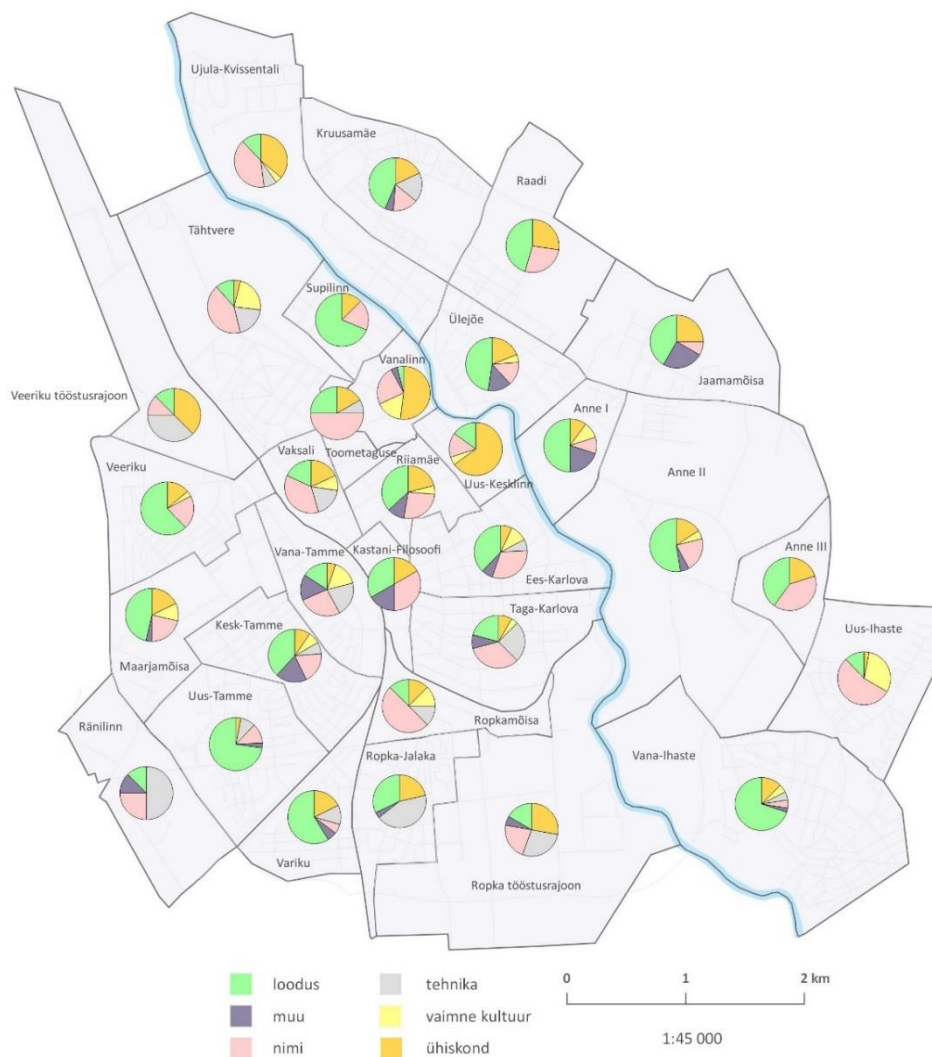 Ujula-Kvissentali
Kruusamäe
Raadi
Tähtvere
Supilinn
Ülejõe
Vanalinn
Jaamamõisa
Veeriku tööstusrajoon
Anne I
Toometaguse
Vaksali
Riiamäe
Uus-Kesklinn
Veeriku
Anne II
Vana-Tamme
Kastani-Filosoofi
Anne III
Ees-Karlova
Taga-Karlova
Kesk-Tamme
Uus-Ihaste
Maarjamõisa
Uus-Tamme
Ränilinn
Ropkamõisa
Ropka-Jalaka
Vana-Ihaste
Variku
Ropka tööstusrajoon
loodus
muu
nimi
tehnika
vaimne kultuur
ühiskond
0 1 2 km
1:45 000